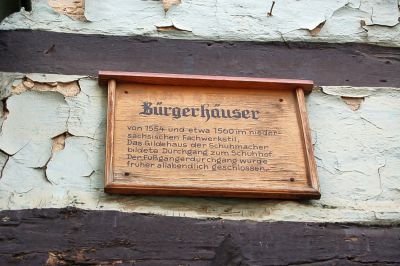 Bürgerhäuser
von 1554 und etwa 1560 im nieder-
sächsischen Fachwerkstil.
Das Gildehaus der Schuhmacher
bildete Durchgang zum Schuhhof
Der Fußgängerdurchgang wurde
früher allabendlich geschlossen.